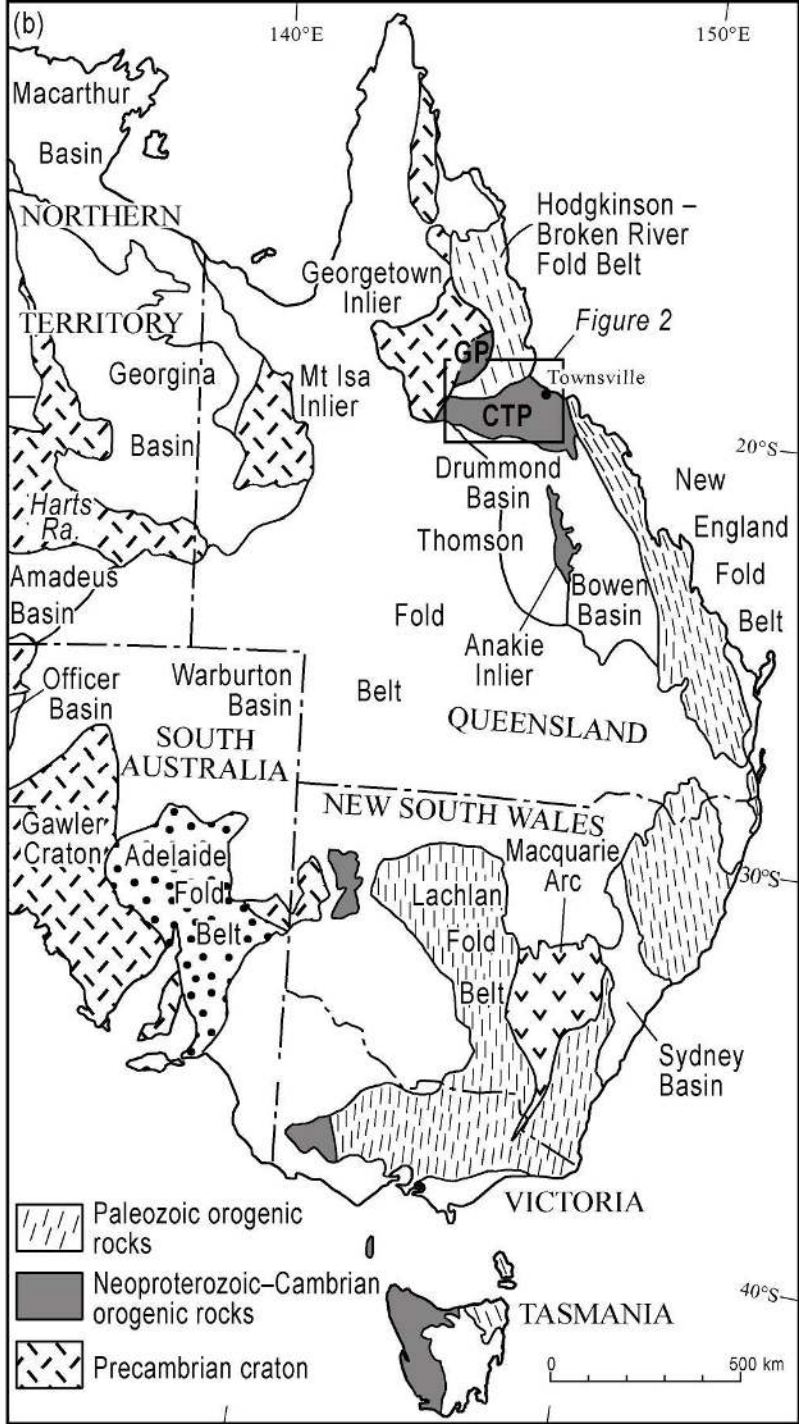 (b)
140°E
150°E
Macarthur
Basin
NORTHERN
TERRITORY
Georgina
Basin
Mt Isa
Inlier
Georgetown
Inlier
Hodgkinson –
Broken River
Fold Belt
Figure 2
GP
Townsville
CTP
20°S
Drummond
Basin
Harts
Ra.
Amadeus
Basin
Thomson
Fold
Belt
Anakie
Inlier
Bowen
Basin
New
England
Fold
Belt
Officer
Basin
Warburton
Basin
QUEENSLAND
SOUTH
AUSTRALIA
NEW SOUTH WALES
Gawler
Craton
Adelaide
Fold
Belt
Lachlan
Fold
Belt
Macquarie
Arc
30°S
Sydney
Basin
VICTORIA
TASMANIA
40°S
Paleozoic orogenic
rocks
Neoproterozoic–Cambrian
orogenic rocks
Precambrian craton
0
500 km